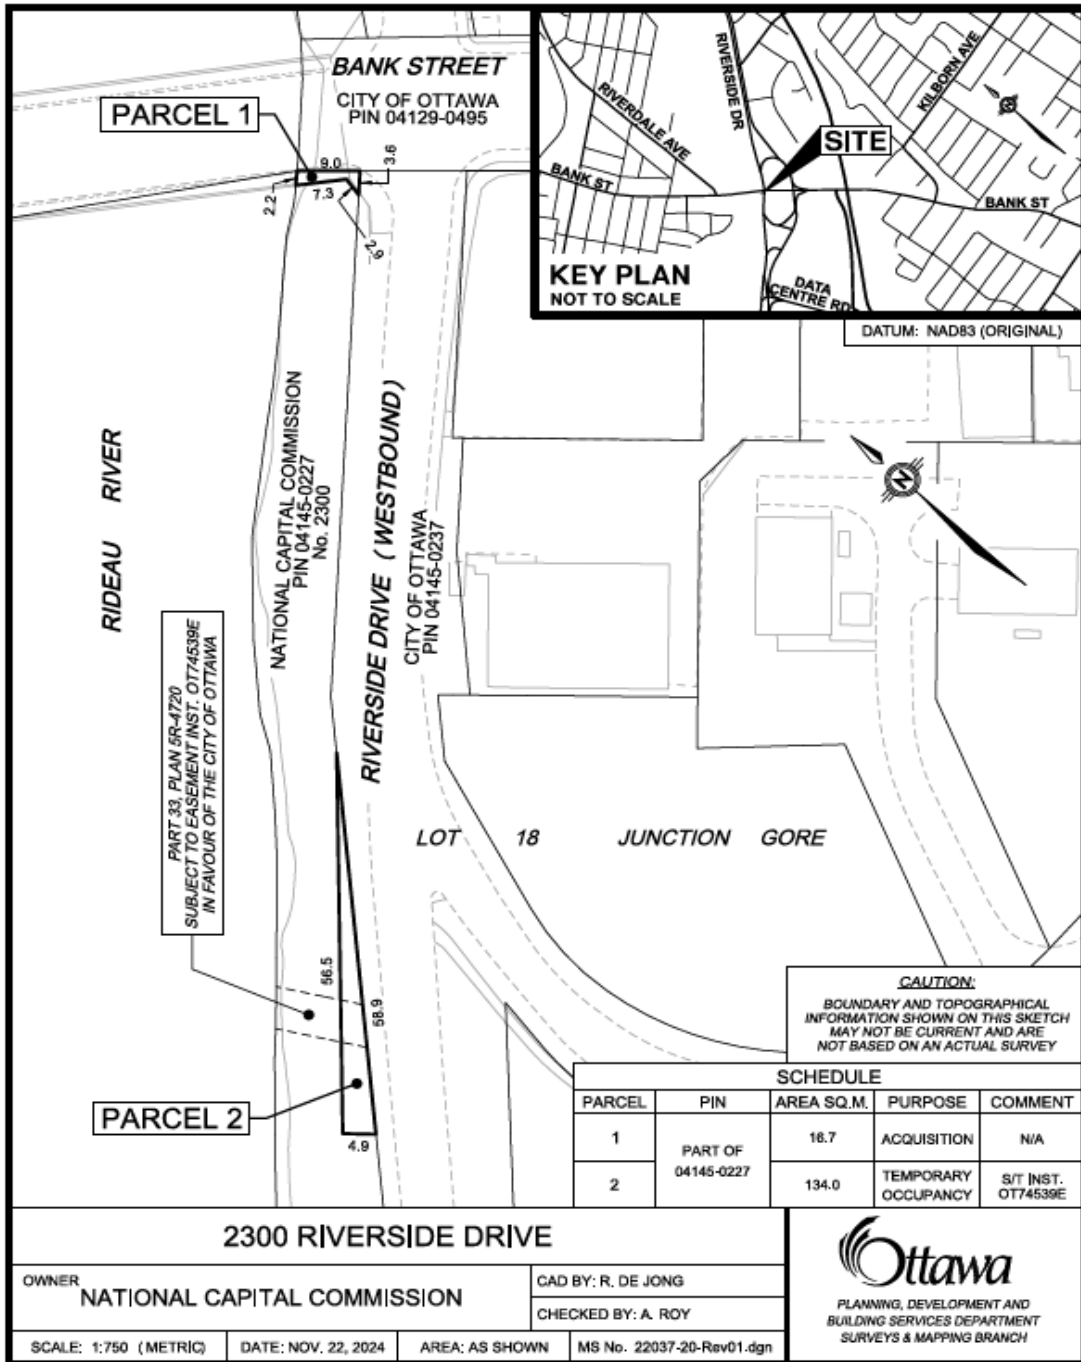 BANK STREET
CITY OF OTTAWA
PIN 04129-0495
PARCEL 1
9.0
3.6
2.2
7.3
2.9
RIVERSIDE DR
RIVERDALE AVE
KILBORN AVE
SITE
BANK ST
BANK ST
DATA
CENTRE RD
KEY PLAN
NOT TO SCALE
DATUM: NAD83 (ORIGINAL)
RIDEAU RIVER
NATIONAL CAPITAL COMMISSION
PIN 04145-0227
No. 2300
RIVERSIDE DRIVE (WESTBOUND)
CITY OF OTTAWA
PIN 04145-0237
N
PART 33, PLAN 5R-4720
SUBJECT TO EASEMENT INST. OT74539E
IN FAVOUR OF THE CITY OF OTTAWA
LOT 18 JUNCTION GORE
56.5
58.9
PARCEL 2
4.9
CAUTION:
BOUNDARY AND TOPOGRAPHICAL
INFORMATION SHOWN ON THIS SKETCH
MAY NOT BE CURRENT AND ARE
NOT BASED ON AN ACTUAL SURVEY
SCHEDULE
PARCEL PIN AREA SQ.M. PURPOSE COMMENT
1 PART OF 04145-0227 16.7 ACQUISITION N/A
2 134.0 TEMPORARY OCCUPANCY S/T INST. OT74539E
2300 RIVERSIDE DRIVE
OWNER NATIONAL CAPITAL COMMISSION
CAD BY: R. DE JONG
CHECKED BY: A. ROY
SCALE: 1:750 (METRIC) DATE: NOV. 22, 2024 AREA: AS SHOWN MS No. 22037-20-Rev01.dgn
Ottawa
PLANNING, DEVELOPMENT AND
BUILDING SERVICES DEPARTMENT
SURVEYS & MAPPING BRANCH